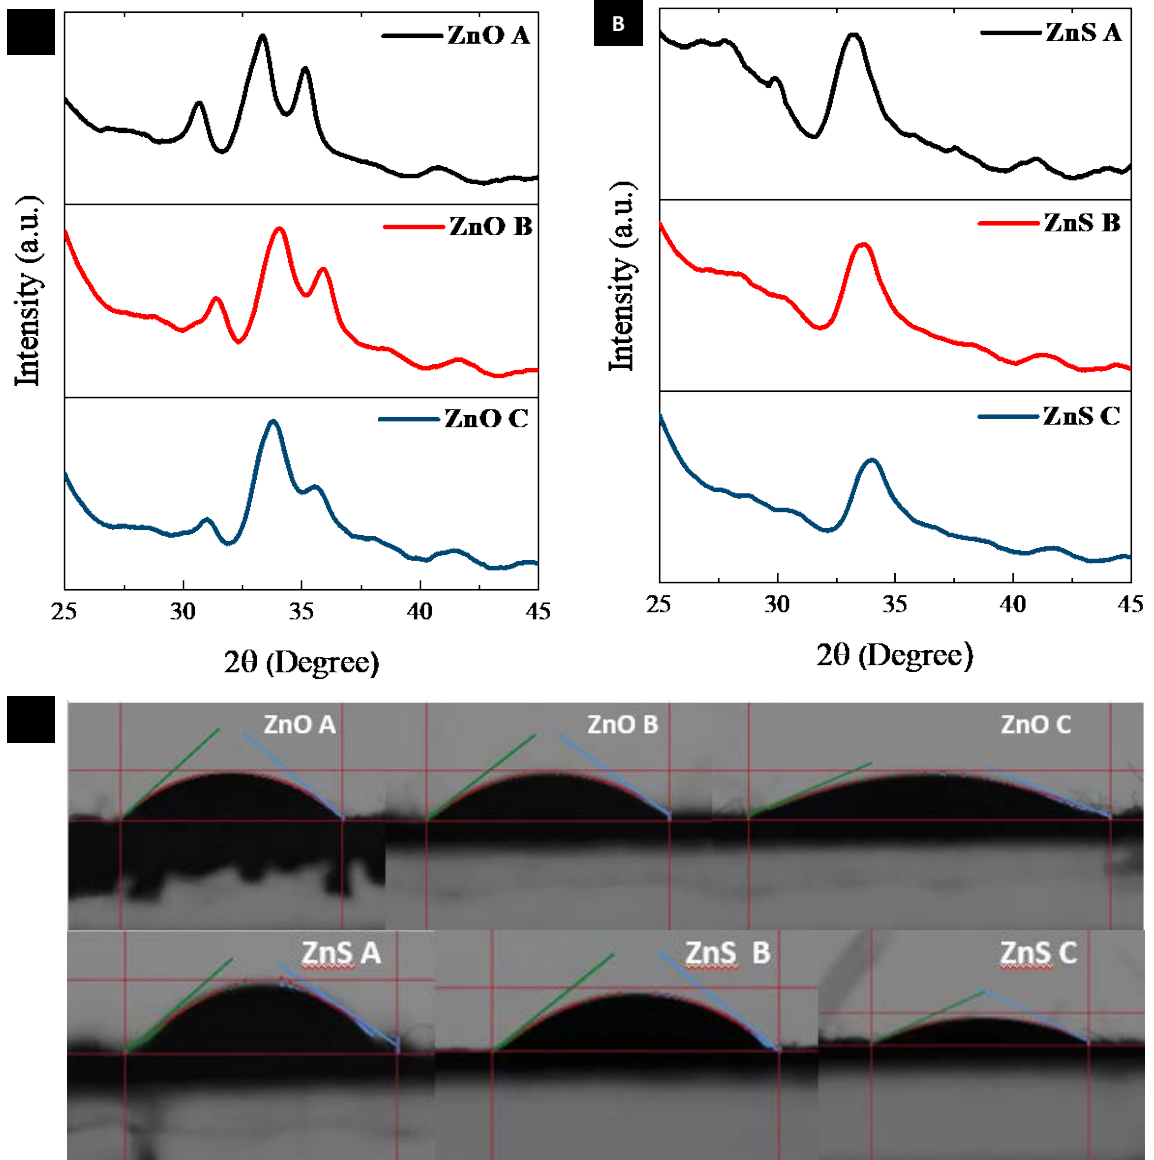 ZnO A
Intensity (a.u.)
ZnO B
ZnO C
25 30 35 40 45
2θ (Degree)
B
ZnS A
Intensity (a.u.)
ZnS B
ZnS C
25 30 35 40 45
2θ (Degree)
ZnO A ZnO B ZnO C
ZnS A ZnS B ZnS C